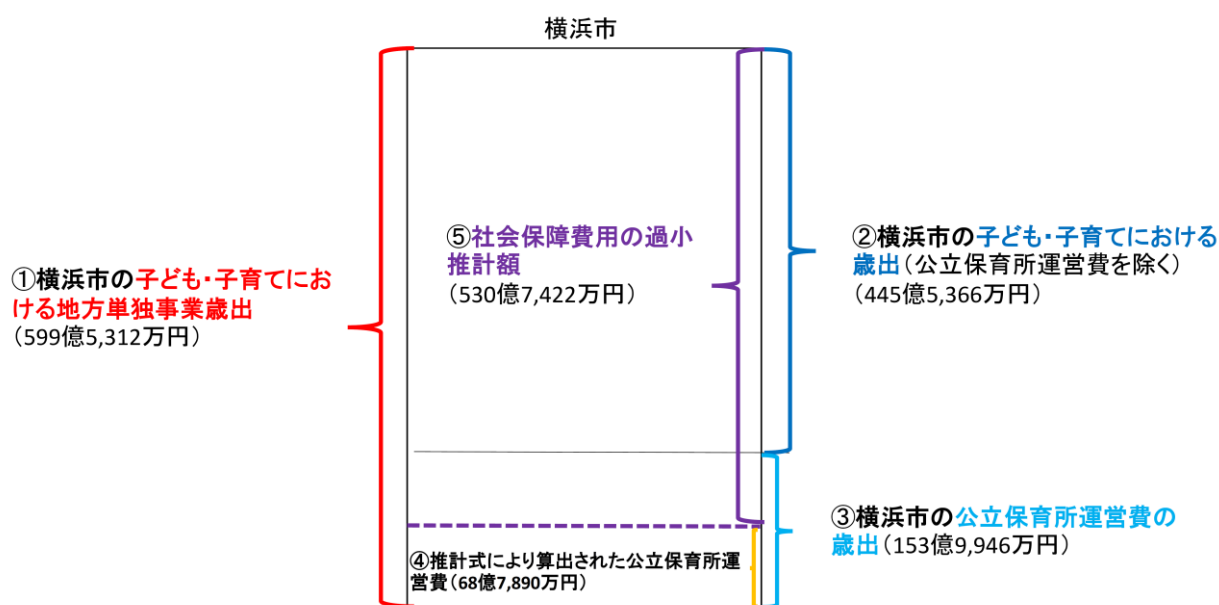 横浜市
①横浜市の子ども・子育てにお
ける地方単独事業歳出
（599億5,312万円）
⑤社会保障費用の過小
推計額
（530億7,422万円）
②横浜市の子ども・子育てにおける
歳出（公立保育所運営費を除く）
（445億5,366万円）
③横浜市の公立保育所運営費の
歳出（153億9,946万円）
④推計式により算出された公立保育所運
営費（68億7,890万円）